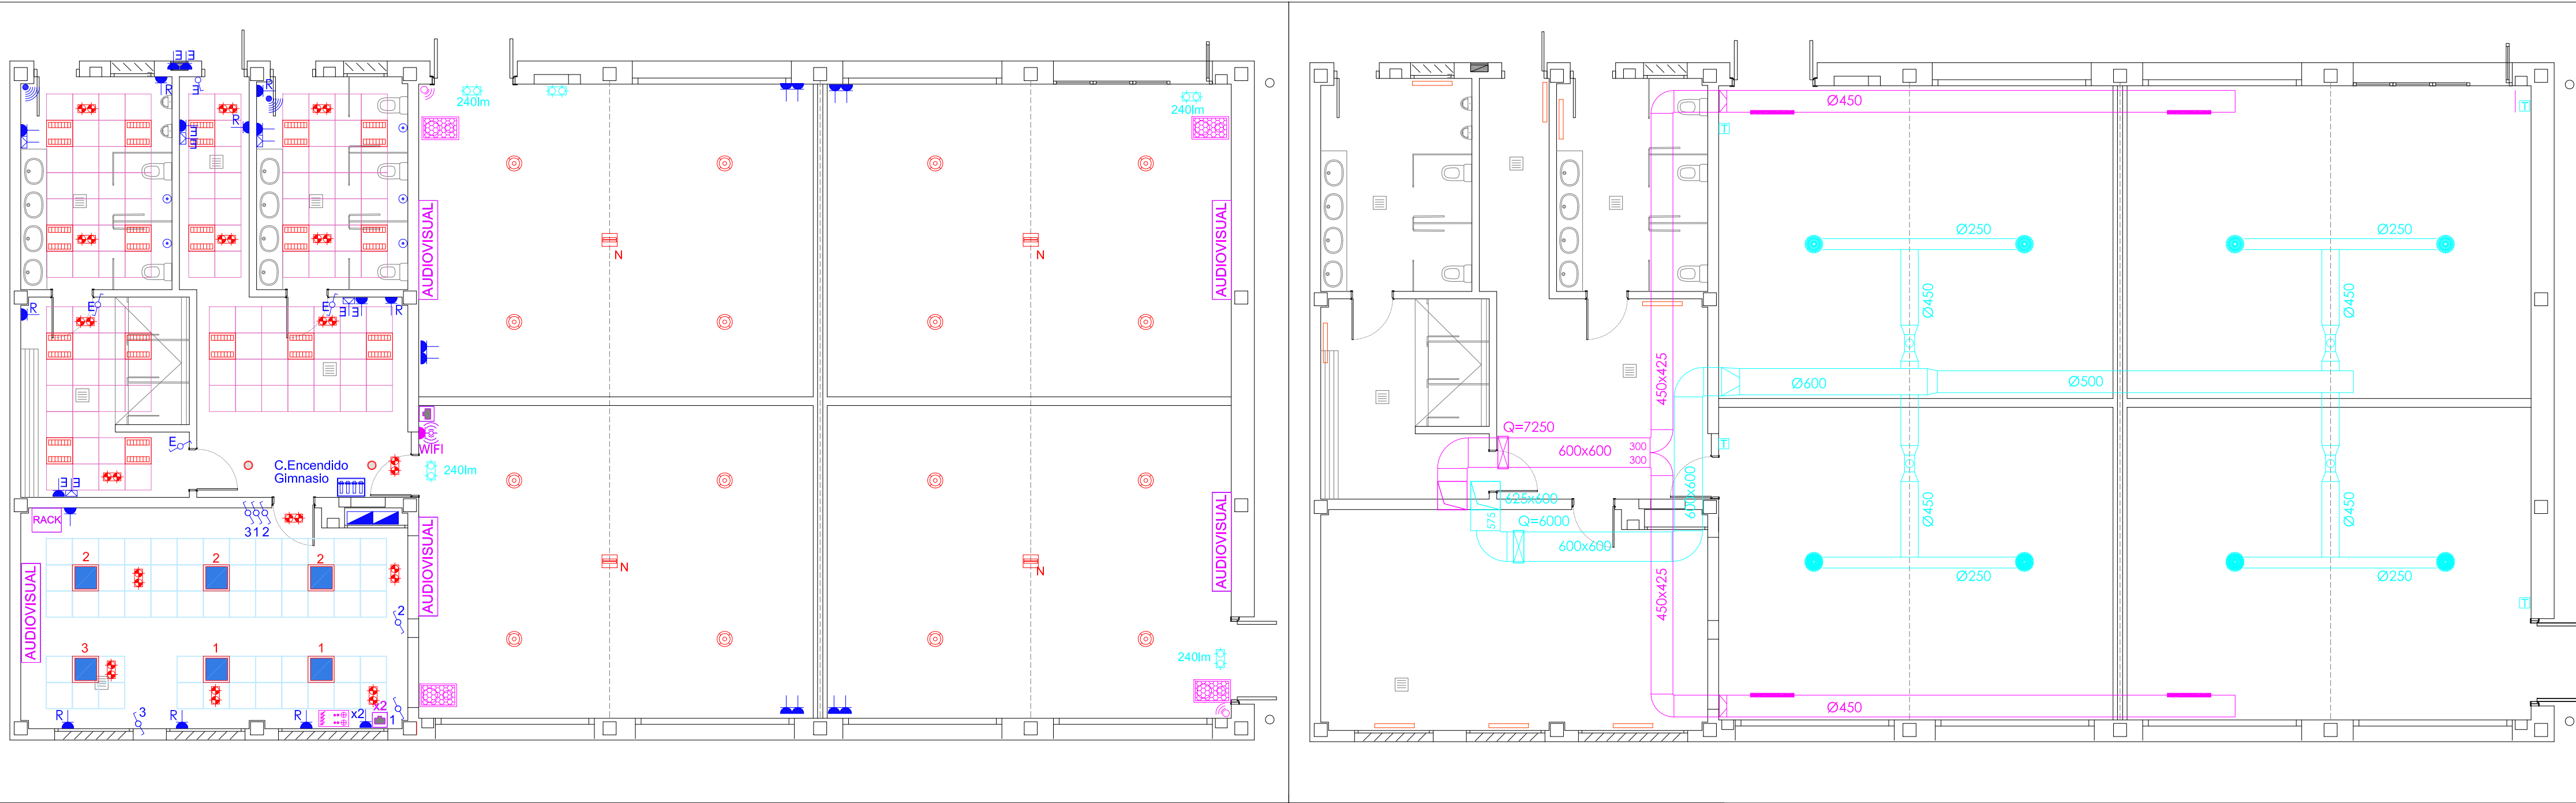 E E
R
E
R
240lm
240lm
Ø450
R
E E
AUDIOVISUAL
AUDIOVISUAL
Ø250
Ø250
N
N
Ø450
Ø450
R
E
E
E E
R
450x425
Ø600
Ø500
E
WIFI
240lm
C.Encendido
Gimnasio
Q=7250
600x600
300
300
E E
RACK
3 1 2
625x600
575
Q=6000
600x600
600x600
AUDIOVISUAL
AUDIOVISUAL
Ø450
Ø450
2
2
2
N
N
Ø250
Ø250
AUDIOVISUAL
2
450x425
3
1
1
240lm
R
3
R
R
x2
x2
1
Ø450
T
T
T
T